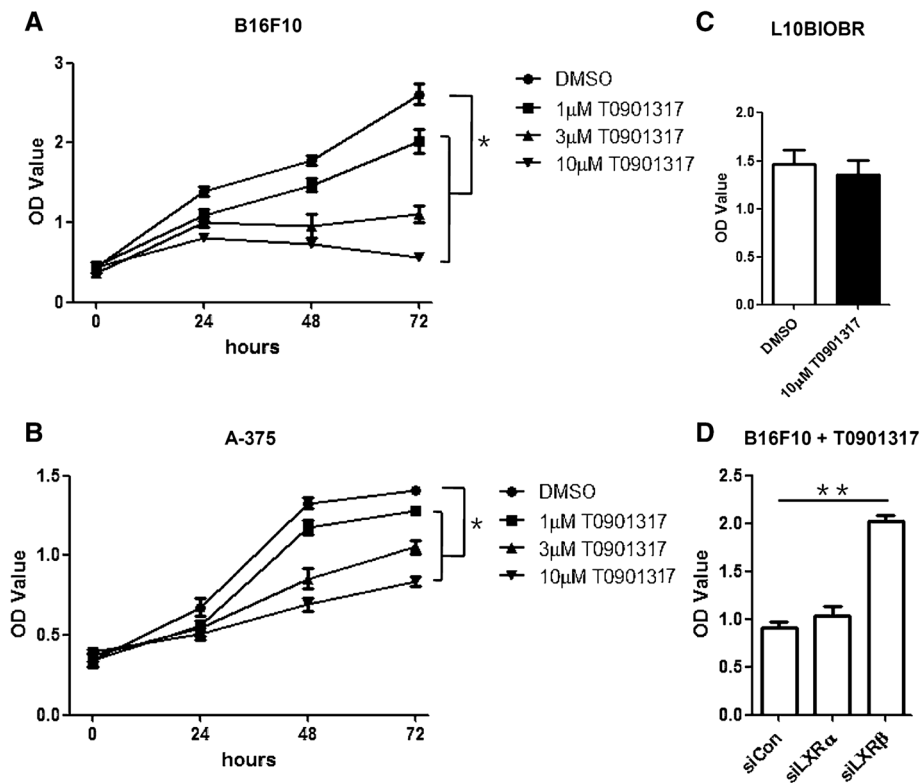 A
B16F10
OD Value
3
2
1
0
0 24 48 72
hours
DMSO
1μM T0901317
3μM T0901317
10μM T0901317
*
C
L10BIOBR
OD Value
2.0
1.5
1.0
0.5
0.0
DMSO
10μM T0901317
B
A-375
OD Value
1.5
1.0
0.5
0.0
0 24 48 72
hours
DMSO
1μM T0901317
3μM T0901317
10μM T0901317
*
D
B16F10 + T0901317
OD Value
2.5
2.0
1.5
1.0
0.5
0.0
**
siCon
siLXRα
siLXRβ